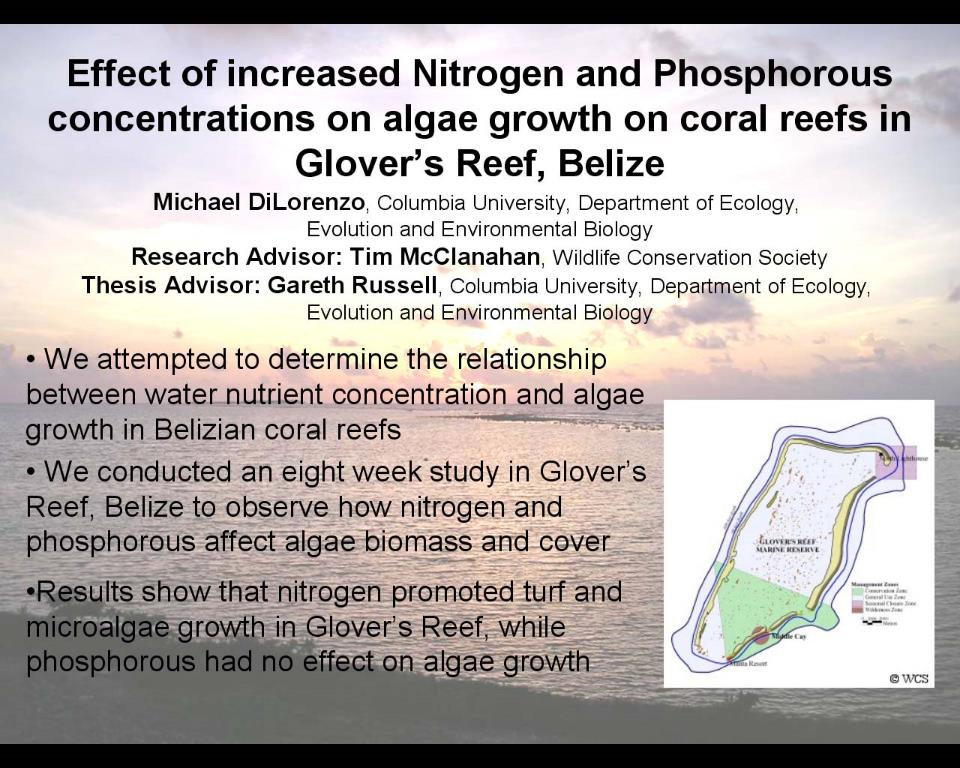 Effect of increased Nitrogen and Phosphorous
concentrations on algae growth on coral reefs in
Glover's Reef, Belize
Michael DiLorenzo, Columbia University, Department of Ecology,
Evolution and Environmental Biology
Research Advisor: Tim McClanahan, Wildlife Conservation Society
Thesis Advisor: Gareth Russell, Columbia University, Department of Ecology,
Evolution and Environmental Biology
• We attempted to determine the relationship
between water nutrient concentration and algae
growth in Belizian coral reefs
• We conducted an eight week study in Glover's
Reef, Belize to observe how nitrogen and
phosphorous affect algae biomass and cover
•Results show that nitrogen promoted turf and
microalgae growth in Glover's Reef, while
phosphorous had no effect on algae growth
Lighthouse
GLOVER'S REEF
MARINE RESERVE
Management Zones
Conservation Zone
General Use Zone
Seasonal Closure Zone
Wilderness Zone
Middle Cay
Manta Resort
© WCS